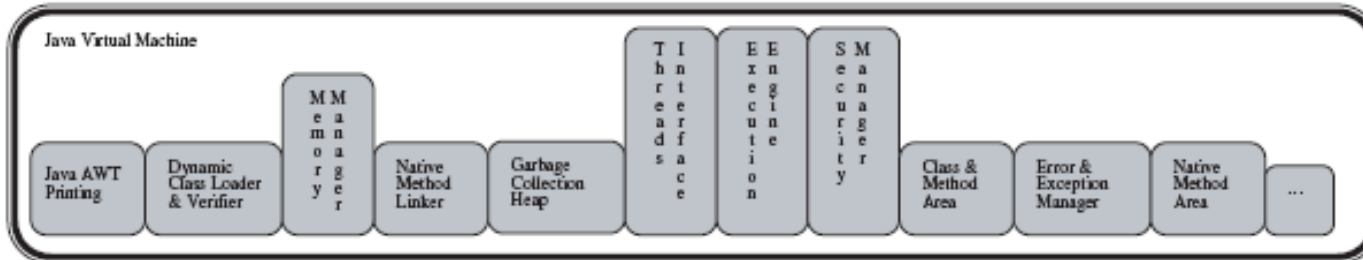 Java Virtual Machine
Java AWT
Printing
Dynamic
Class Loader
& Verifier
Memory
Manager
Native
Method
Linker
Garbage
Collection
Heap
Threads
Interface
Execution
Engine
Security
Manager
Class &
Method
Area
Error &
Exception
Manager
Native
Method
Area
...